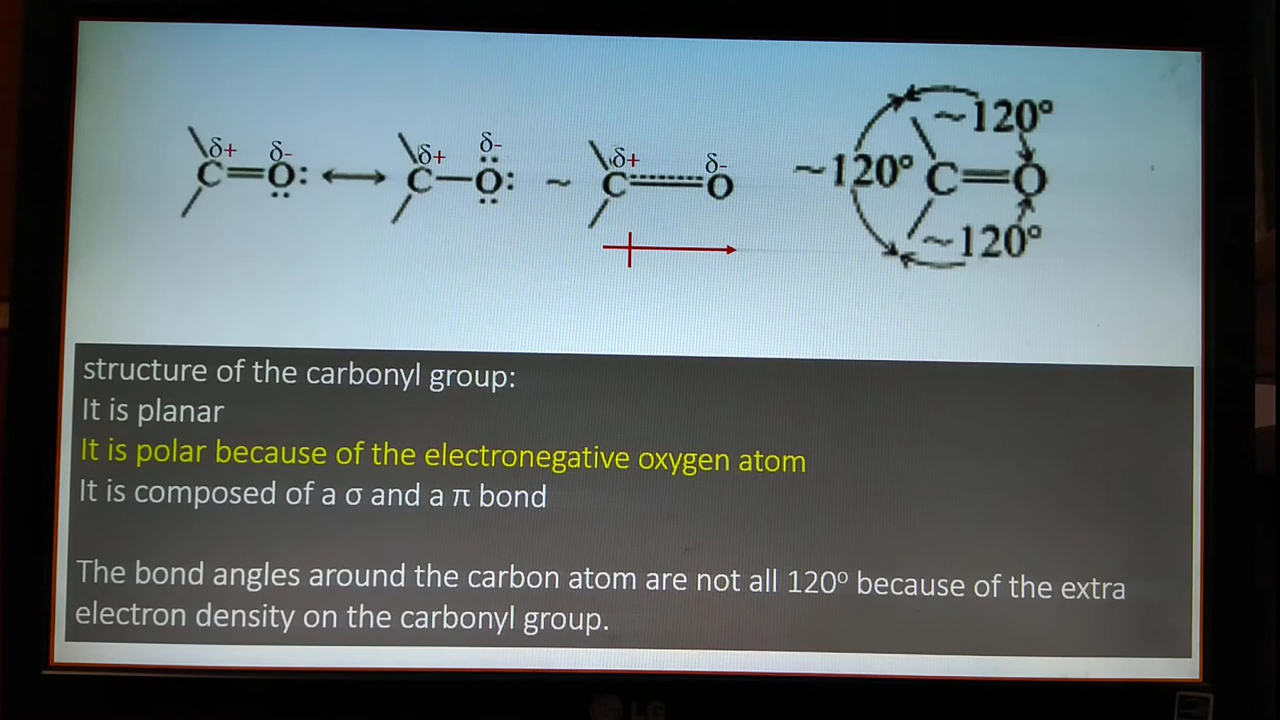 δ+ δ- δ+ δ- δ+ δ- ~120°
C=O: ↔ C—O: ~ C=O ~120° C=O
~120°
structure of the carbonyl group:
It is planar
It is polar because of the electronegative oxygen atom
It is composed of a σ and a π bond
The bond angles around the carbon atom are not all 120º because of the extra
electron density on the carbonyl group.
LG